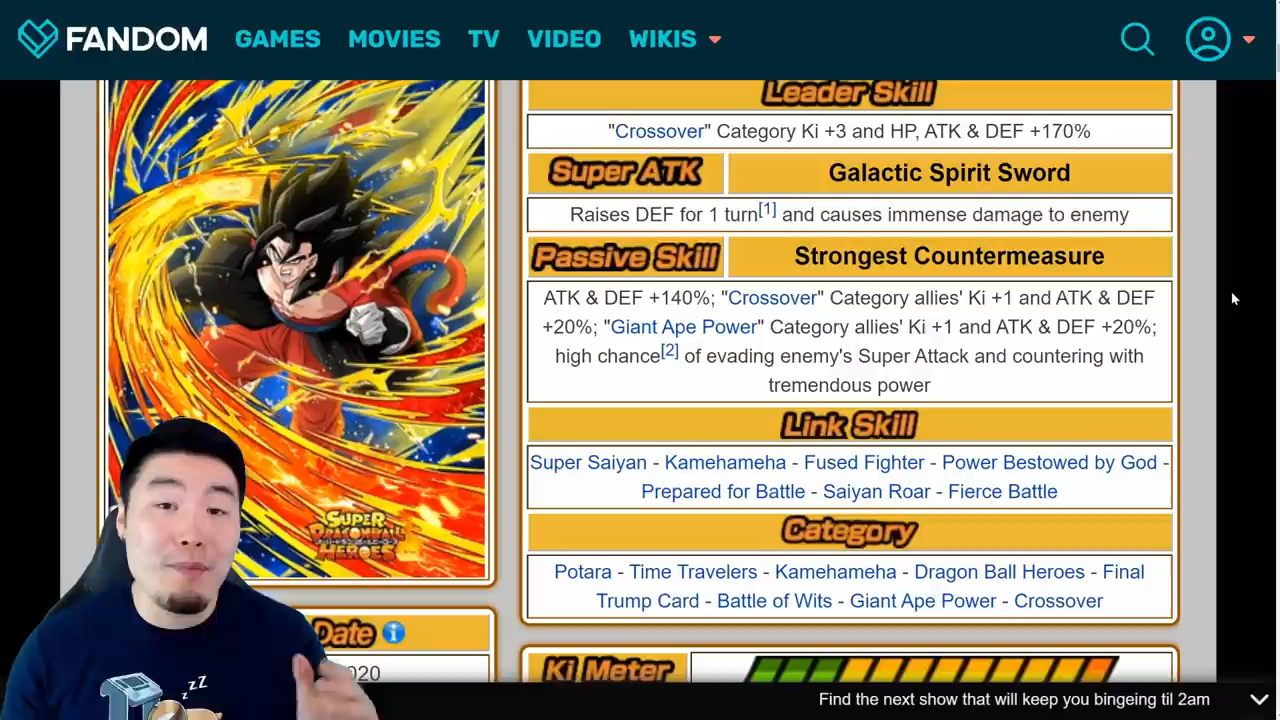 FANDOM GAMES MOVIES TV VIDEO WIKIS
Leader Skill
"Crossover" Category Ki +3 and HP, ATK & DEF +170%
Super ATK
Galactic Spirit Sword
Raises DEF for 1 turn[1] and causes immense damage to enemy
Passive Skill
Strongest Countermeasure
ATK & DEF +140%; "Crossover" Category allies' Ki +1 and ATK & DEF
+20%; "Giant Ape Power" Category allies' Ki +1 and ATK & DEF +20%;
high chance[2] of evading enemy's Super Attack and countering with
tremendous power
Link Skill
Super Saiyan - Kamehameha - Fused Fighter - Power Bestowed by God -
Prepared for Battle - Saiyan Roar - Fierce Battle
Category
Potara - Time Travelers - Kamehameha - Dragon Ball Heroes - Final
Trump Card - Battle of Wits - Giant Ape Power - Crossover
SUPER
DRAGONBALL
HEROES
Date
020
Ki Meter
zzZ
Find the next show that will keep you bingeing til 2am